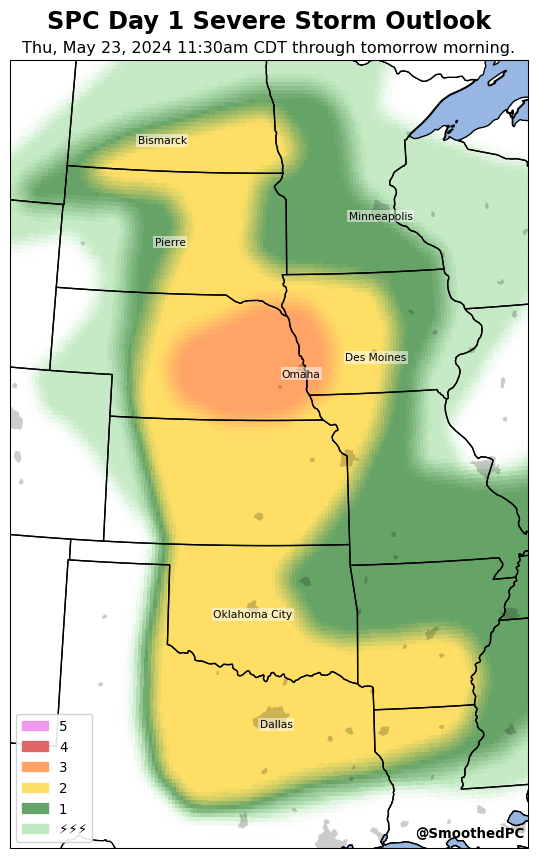 SPC Day 1 Severe Storm Outlook
Thu, May 23, 2024 11:30am CDT through tomorrow morning.
Bismarck
Minneapolis
Pierre
Des Moines
Omaha
Oklahoma City
Dallas
5
4
3
2
1
⚡⚡⚡
@SmoothedPC